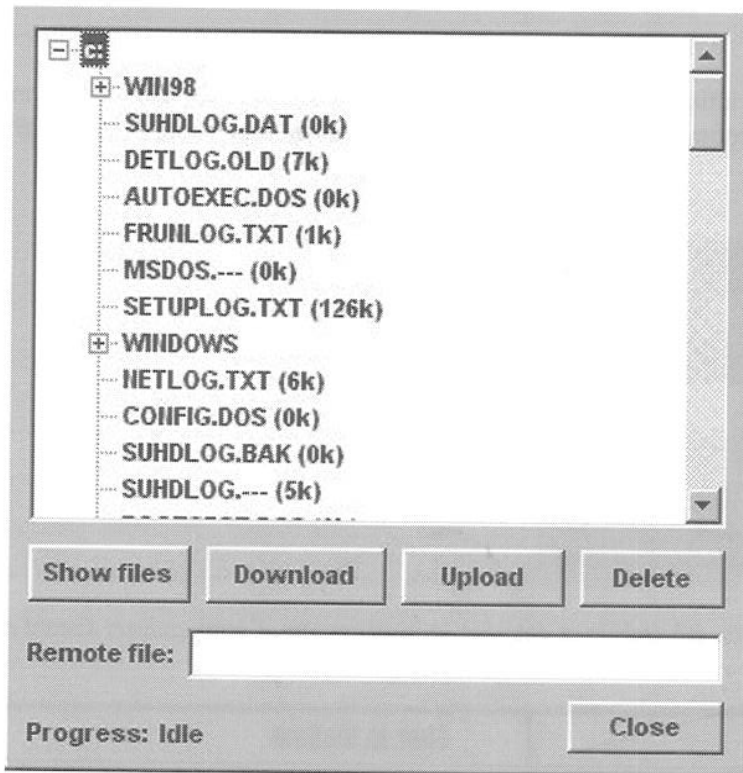 c:
WIN98
SUHDLOG.DAT (0k)
DETLOG.OLD (7k)
AUTOEXEC.DOS (0k)
FRUNLOG.TXT (1k)
MSDOS.--- (0k)
SETUPLOG.TXT (126k)
WINDOWS
NETLOG.TXT (6k)
CONFIG.DOS (0k)
SUHDLOG.BAK (0k)
SUHDLOG.--- (5k)
Show files Download Upload Delete
Remote file:
Progress: Idle Close